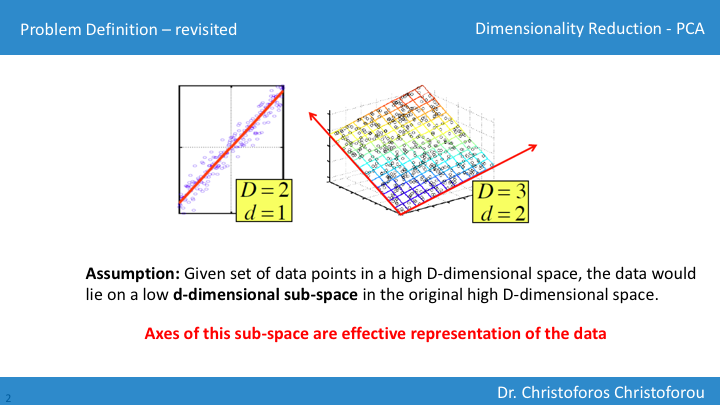 Problem Definition – revisited
Dimensionality Reduction - PCA
D = 2
d = 1
D = 3
d = 2
Assumption: Given set of data points in a high D-dimensional space, the data would
lie on a low d-dimensional sub-space in the original high D-dimensional space.
Axes of this sub-space are effective representation of the data
2
Dr. Christoforos Christoforou